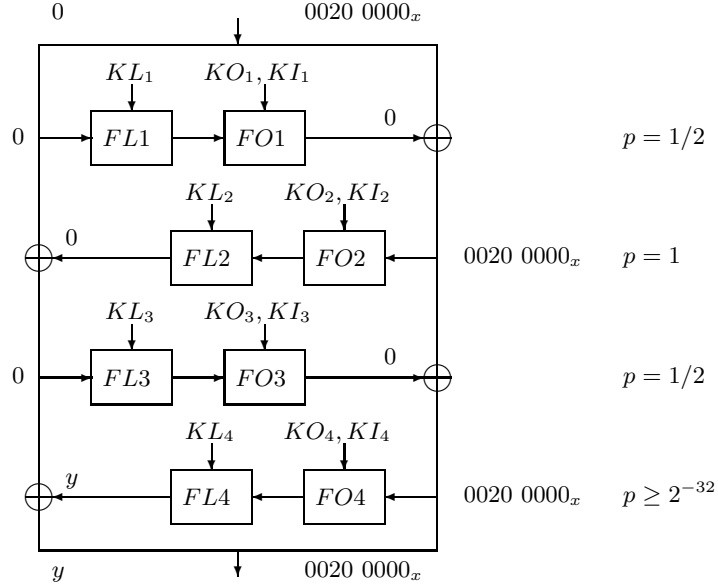 0 0020 0000ₓ
KL₁ KO₁, KI₁
0 FL1 FO1 0 p = 1/2
KL₂ KO₂, KI₂
0 FL2 FO2 0020 0000ₓ p = 1
KL₃ KO₃, KI₃
0 FL3 FO3 0 p = 1/2
KL₄ KO₄, KI₄
y FL4 FO4 0020 0000ₓ p ≥ 2⁻³²
y 0020 0000ₓ